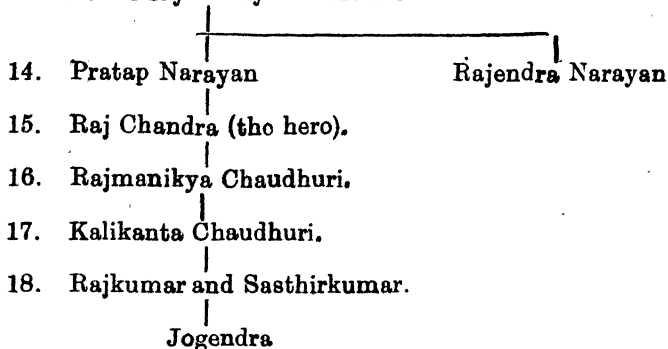 14. Pratap Narayan Rajendra Narayan
15. Raj Chandra (the hero).
16. Rajmanikya Chaudhuri.
17. Kalikanta Chaudhuri.
18. Rajkumar and Sasthirkumar.
Jogendra